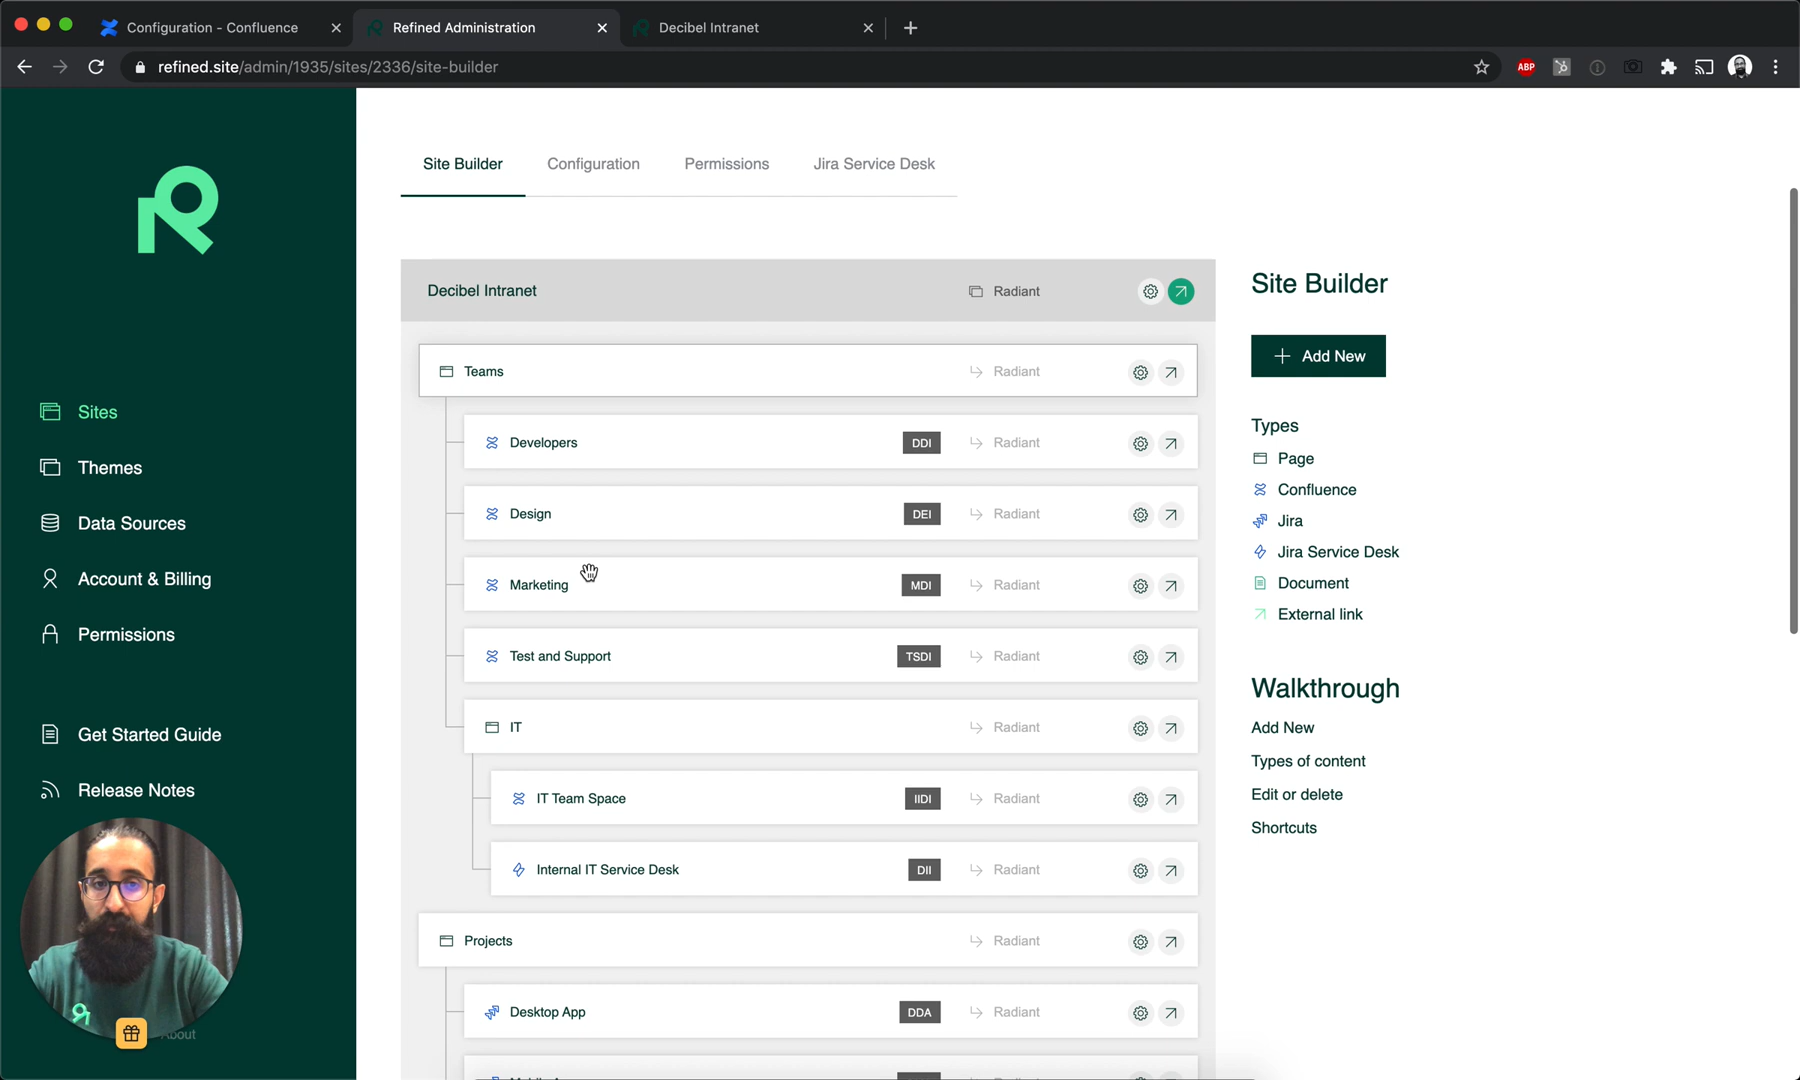 Configuration - Confluence
Refined Administration
Decibel Intranet
refined.site/admin/1935/sites/2336/site-builder
ABP
Sites
Themes
Data Sources
Account & Billing
Permissions
Get Started Guide
Release Notes
About
Site Builder
Configuration
Permissions
Jira Service Desk
Decibel Intranet Radiant
Teams Radiant
Developers DDI Radiant
Design DEI Radiant
Marketing MDI Radiant
Test and Support TSDI Radiant
IT Radiant
IT Team Space IIDI Radiant
Internal IT Service Desk DII Radiant
Projects Radiant
Desktop App DDA Radiant
Site Builder
Add New
Types
Page
Confluence
Jira
Jira Service Desk
Document
External link
Walkthrough
Add New
Types of content
Edit or delete
Shortcuts